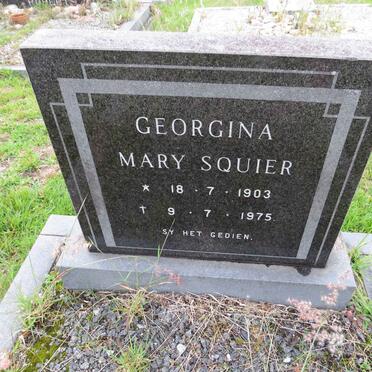 GEORGINA
MARY SQUIER
* 18 · 7 · 1903
† 9 · 7 · 1975
SY HET GEDIEN.